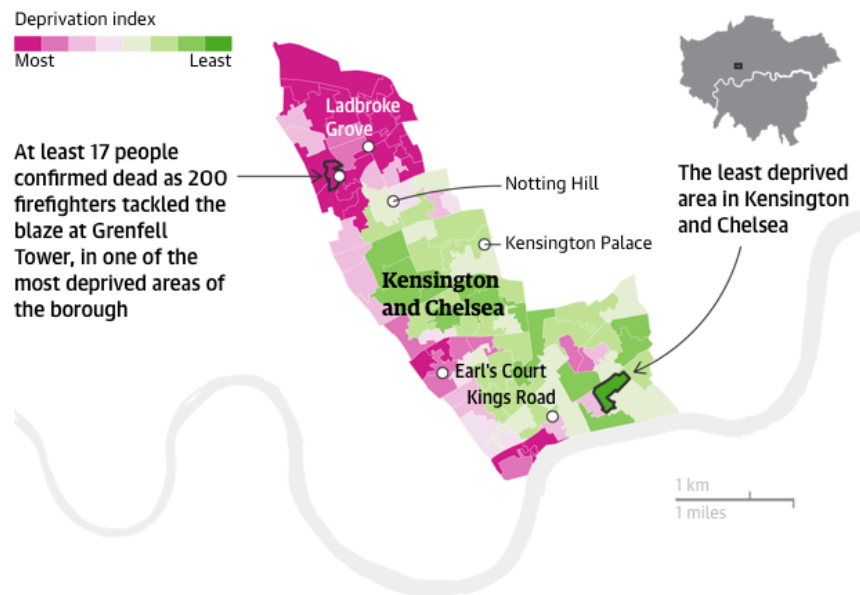 Deprivation index
Most
Least
Ladbroke
Grove
At least 17 people
confirmed dead as 200
firefighters tackled the
blaze at Grenfell
Tower, in one of the
most deprived areas of
the borough
Notting Hill
Kensington Palace
The least deprived
area in Kensington
and Chelsea
Kensington
and Chelsea
Earl's Court
Kings Road
1 km
1 miles